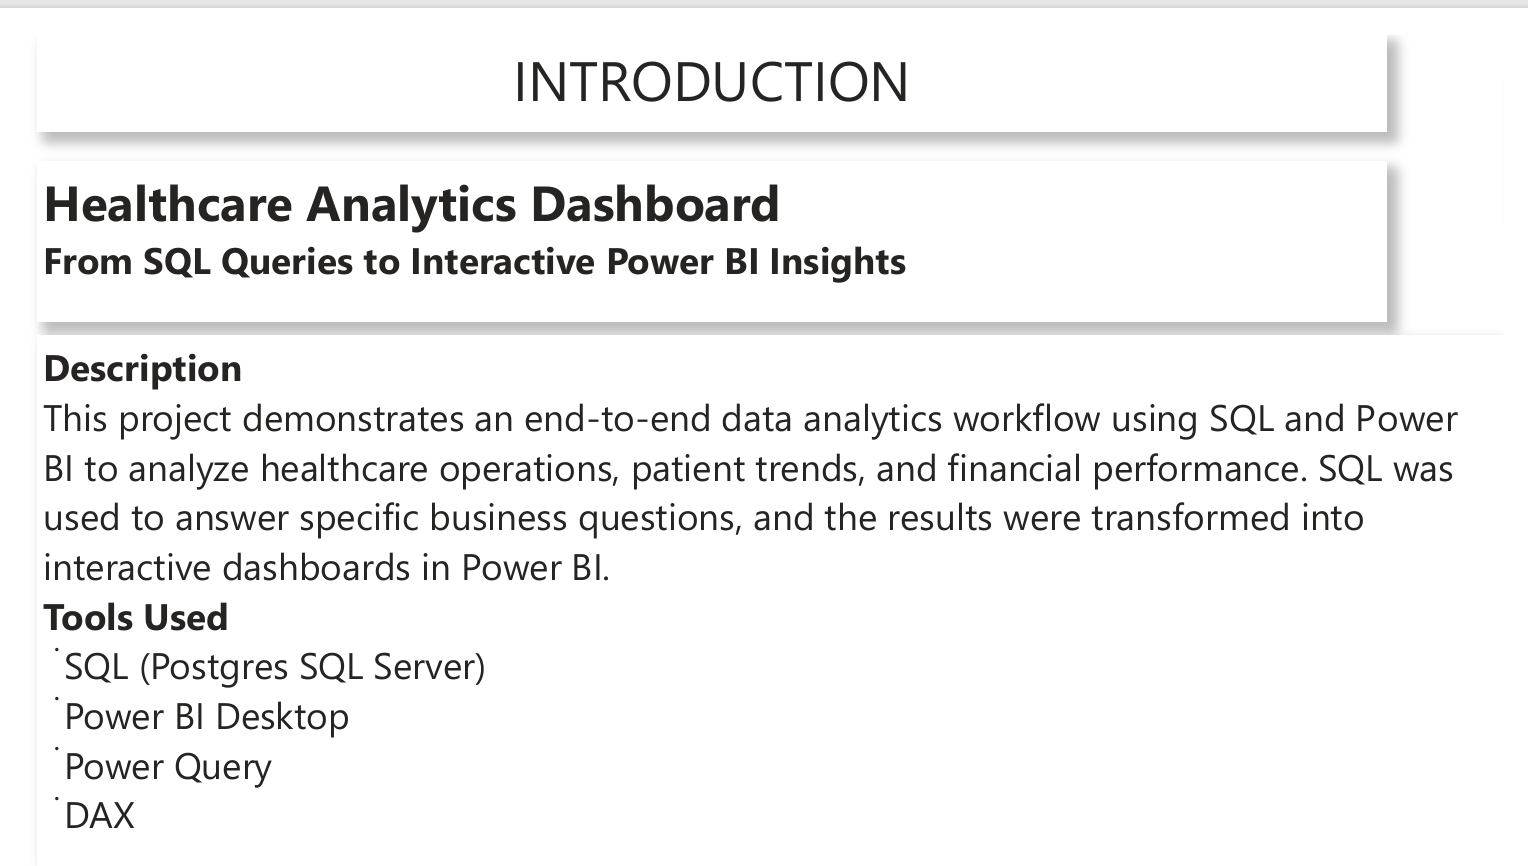 INTRODUCTION
Healthcare Analytics Dashboard
From SQL Queries to Interactive Power BI Insights
Description
This project demonstrates an end-to-end data analytics workflow using SQL and Power
BI to analyze healthcare operations, patient trends, and financial performance. SQL was
used to answer specific business questions, and the results were transformed into
interactive dashboards in Power BI.
Tools Used
· SQL (Postgres SQL Server)
· Power BI Desktop
· Power Query
· DAX